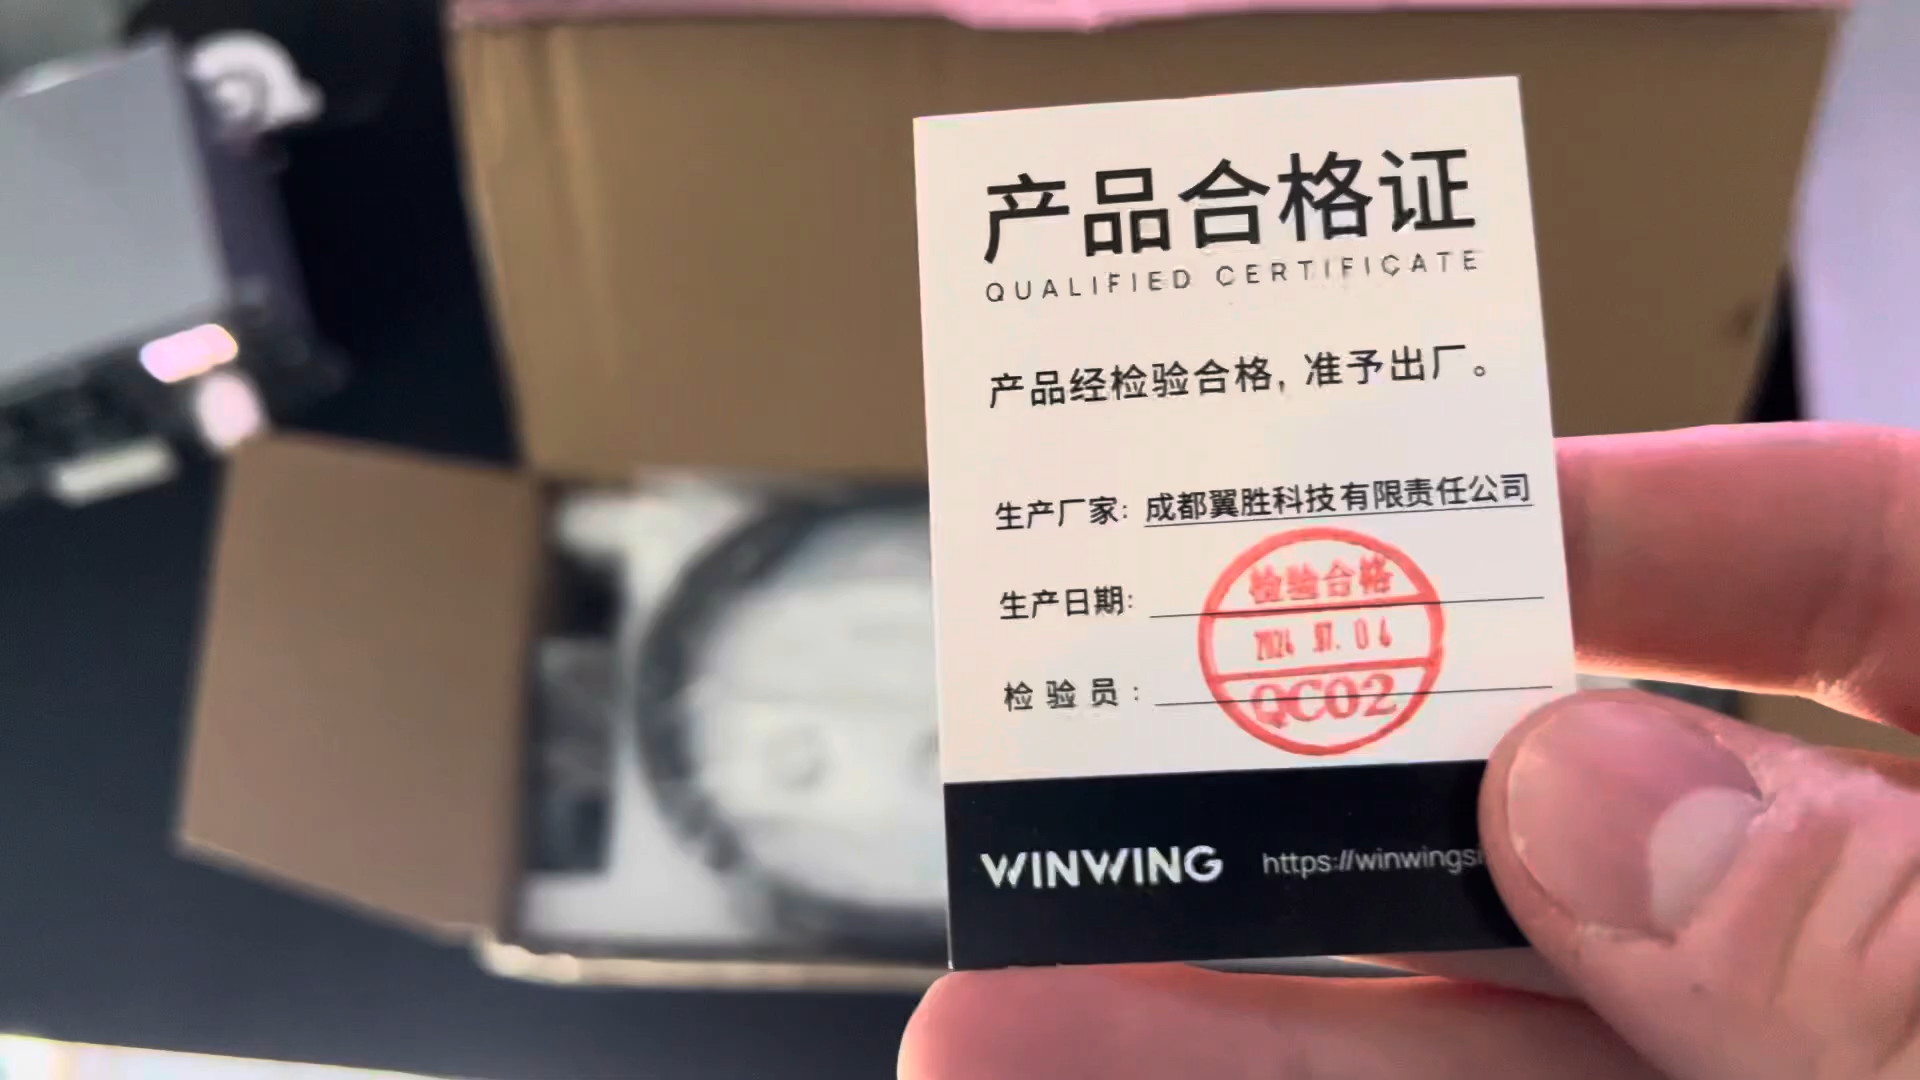 产品合格证
QUALIFIED CERTIFICATE
产品经检验合格，准予出厂。
生产厂家：成都翼胜科技有限责任公司
生产日期：
检验员：
检验合格
2024.07.04
QC02
WINWING https://winwingsi